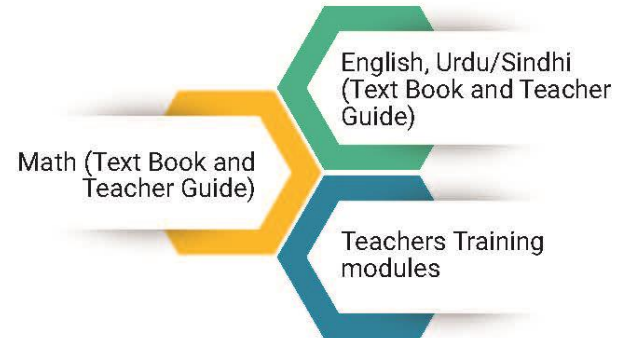 English, Urdu/Sindhi
(Text Book and Teacher
Guide)
Math (Text Book and
Teacher Guide)
Teachers Training
modules